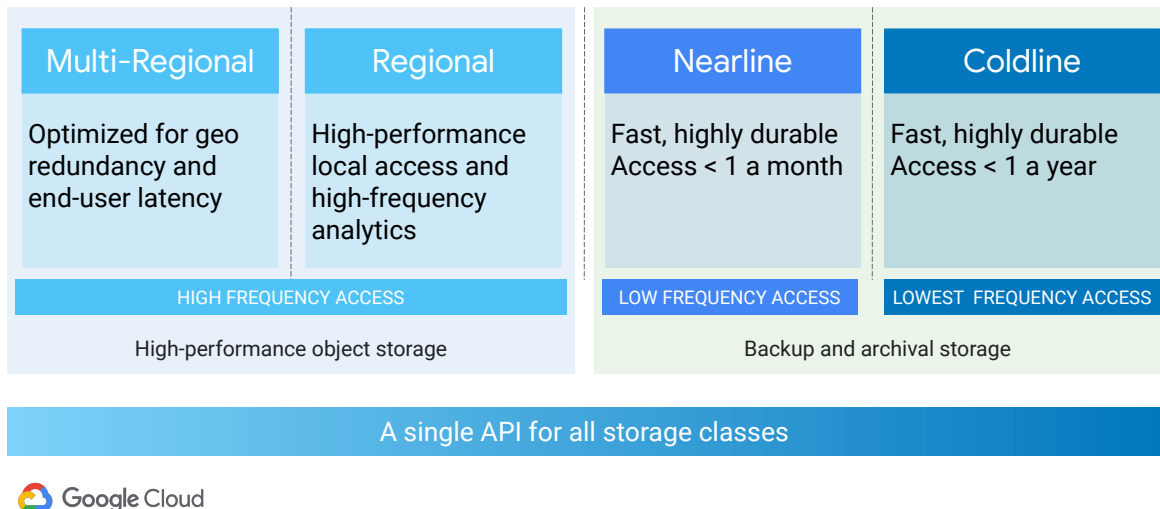 Multi-Regional
Optimized for geo
redundancy and
end-user latency
Regional
High-performance
local access and
high-frequency
analytics
HIGH FREQUENCY ACCESS
High-performance object storage
Nearline
Fast, highly durable
Access < 1 a month
LOW FREQUENCY ACCESS
Coldline
Fast, highly durable
Access < 1 a year
LOWEST FREQUENCY ACCESS
Backup and archival storage
A single API for all storage classes
Google Cloud